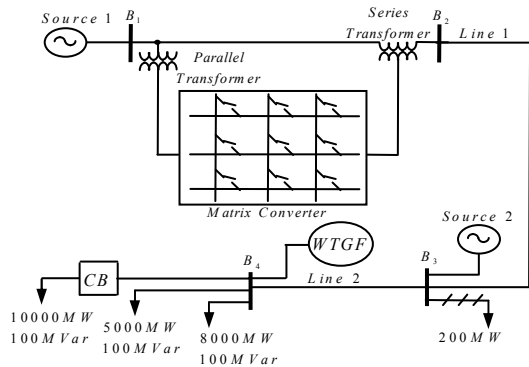 Source 1
B1
Series
Transformer
B2
Line 1
Parallel
Transformer
Matrix Converter
Source 2
WTGF
B3
B4
CB
Line 2
10000MW
100MVar
5000MW
100MVar
8000MW
100MVar
200MW